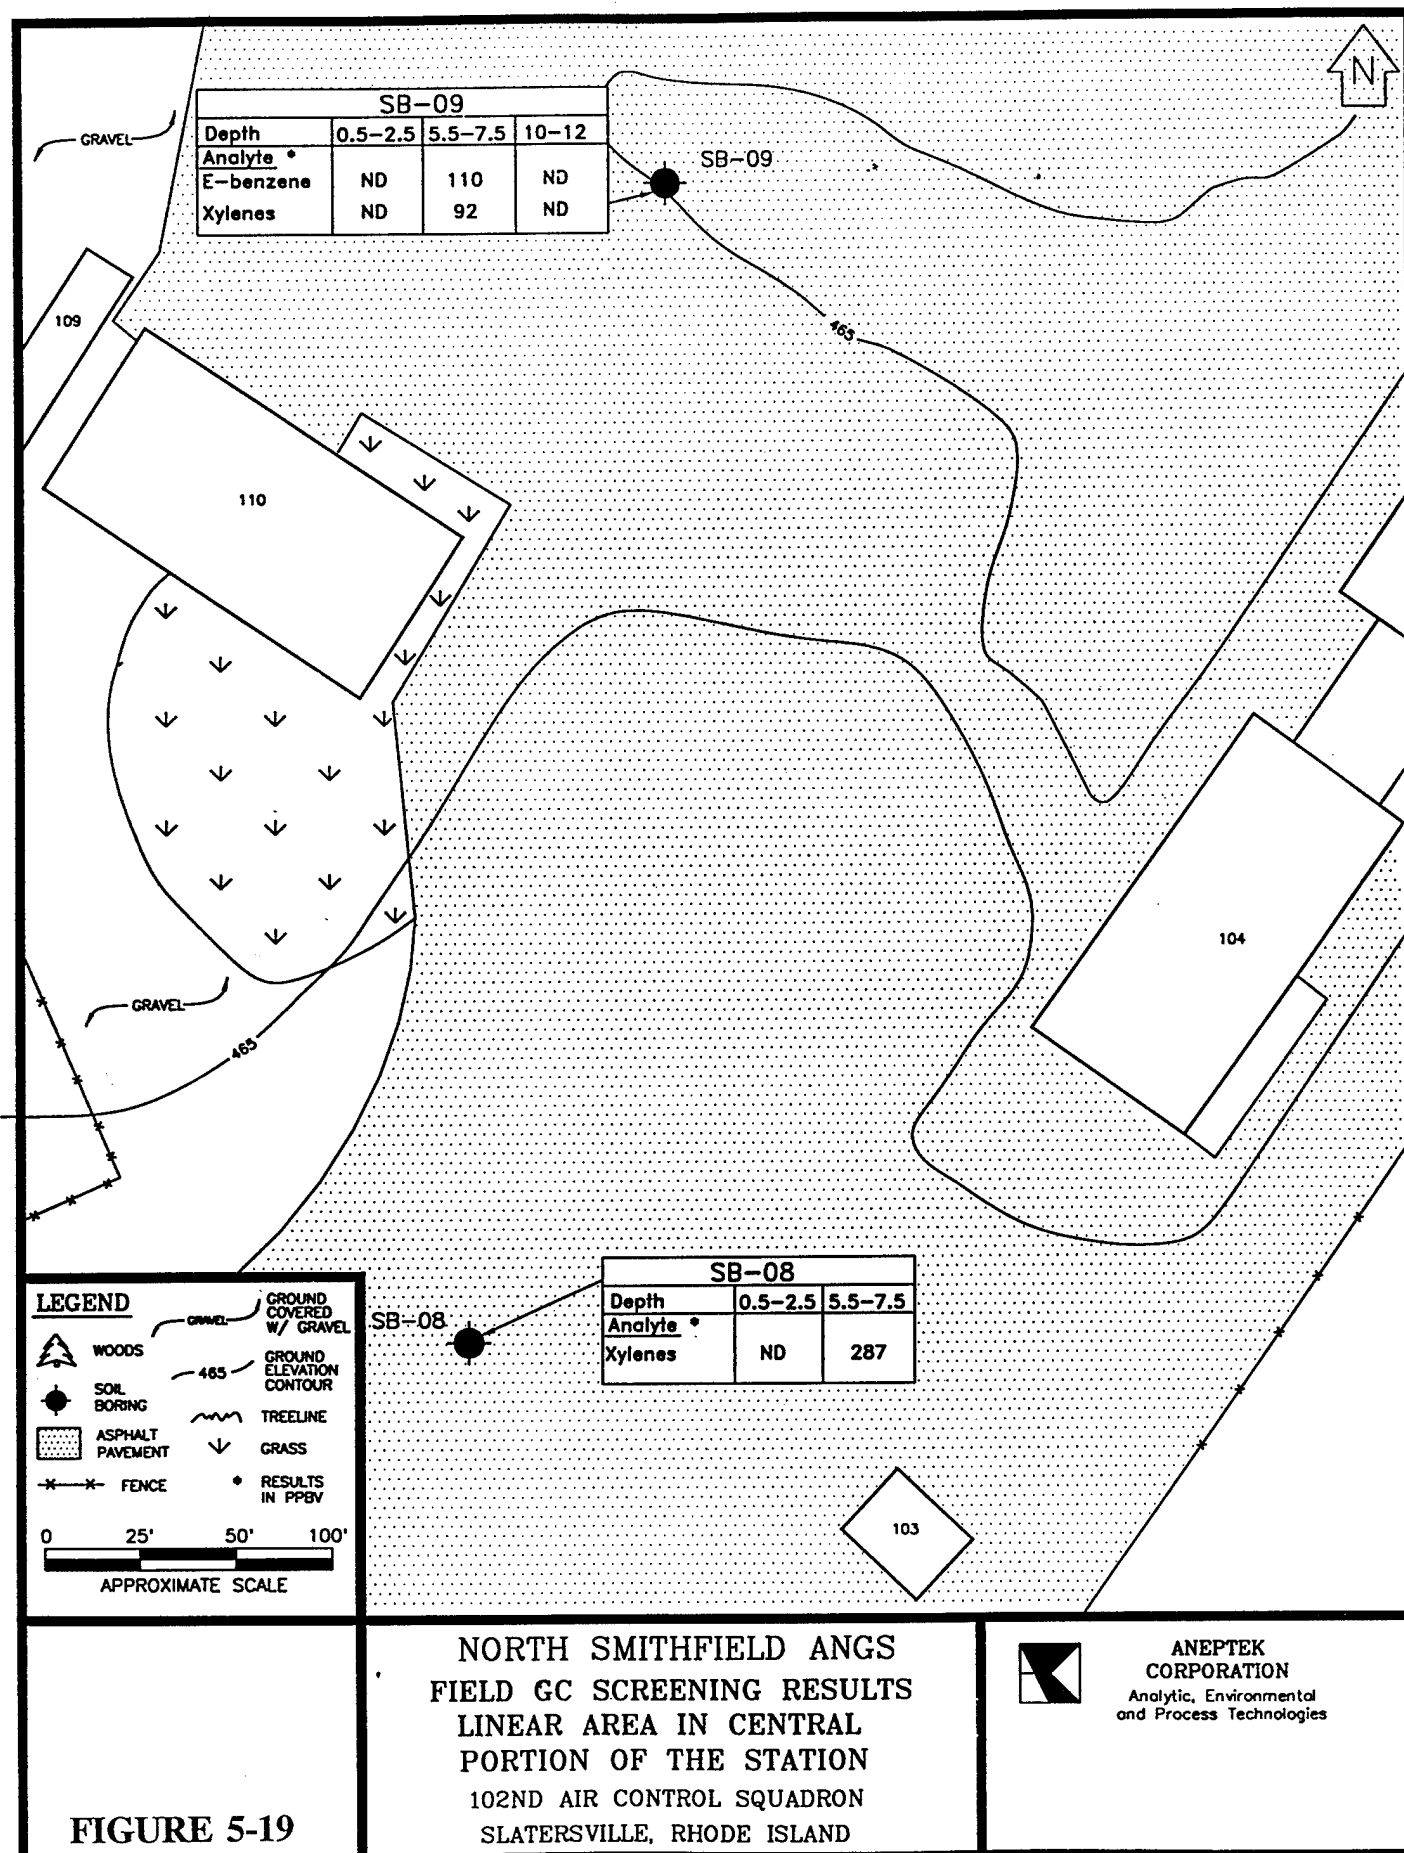 N
SB-09
Depth 0.5-2.5 5.5-7.5 10-12
Analyte *
E-benzene ND 110 ND
Xylenes ND 92 ND
SB-09
GRAVEL
465
109
110
104
GRAVEL
465
SB-08
Depth 0.5-2.5 5.5-7.5
Analyte *
Xylenes ND 287
SB-08
103
LEGEND
WOODS
SOIL
BORING
ASPHALT
PAVEMENT
FENCE
GRAVEL
GROUND
COVERED
W/ GRAVEL
465
GROUND
ELEVATION
CONTOUR
TREELINE
GRASS
* RESULTS
IN PPBV
0 25' 50' 100'
APPROXIMATE SCALE
FIGURE 5-19
NORTH SMITHFIELD ANGS
FIELD GC SCREENING RESULTS
LINEAR AREA IN CENTRAL
PORTION OF THE STATION
102ND AIR CONTROL SQUADRON
SLATERSVILLE, RHODE ISLAND
ANEPTEK
CORPORATION
Analytic, Environmental
and Process Technologies